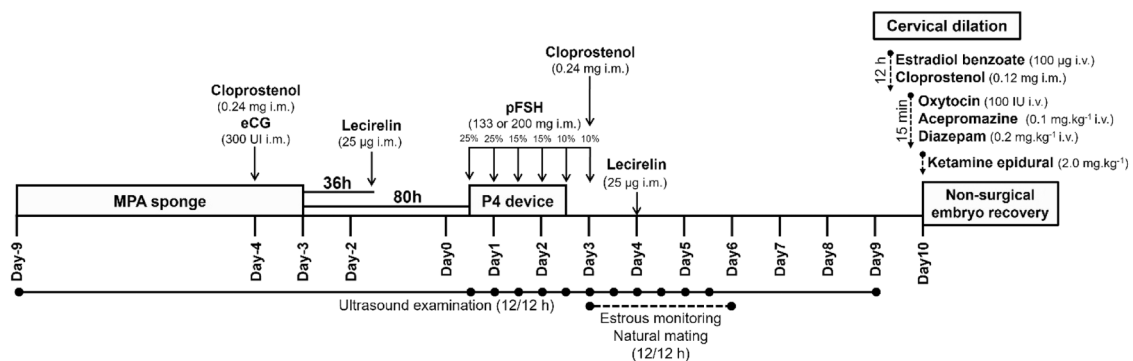 Cervical dilation
12 h
Estradiol benzoate (100 µg i.v.)
Cloprostenol (0.12 mg i.m.)
15 min
Oxytocin (100 IU i.v.)
Acepromazine (0.1 mg.kg⁻¹ i.v.)
Diazepam (0.2 mg.kg⁻¹ i.v.)
Ketamine epidural (2.0 mg.kg⁻¹)
Non-surgical
embryo recovery
Cloprostenol
(0.24 mg i.m.)
eCG
(300 UI i.m.)
Lecirelin
(25 µg i.m.)
pFSH
(133 or 200 mg i.m.)
25% 25% 15% 15% 10% 10%
Cloprostenol
(0.24 mg i.m.)
Lecirelin
(25 µg i.m.)
MPA sponge
36h
80h
P4 device
Day-9
Day-4
Day-3
Day-2
Day0
Day1
Day2
Day3
Day4
Day5
Day6
Day7
Day8
Day9
Day10
Ultrasound examination (12/12 h)
Estrous monitoring
Natural mating
(12/12 h)